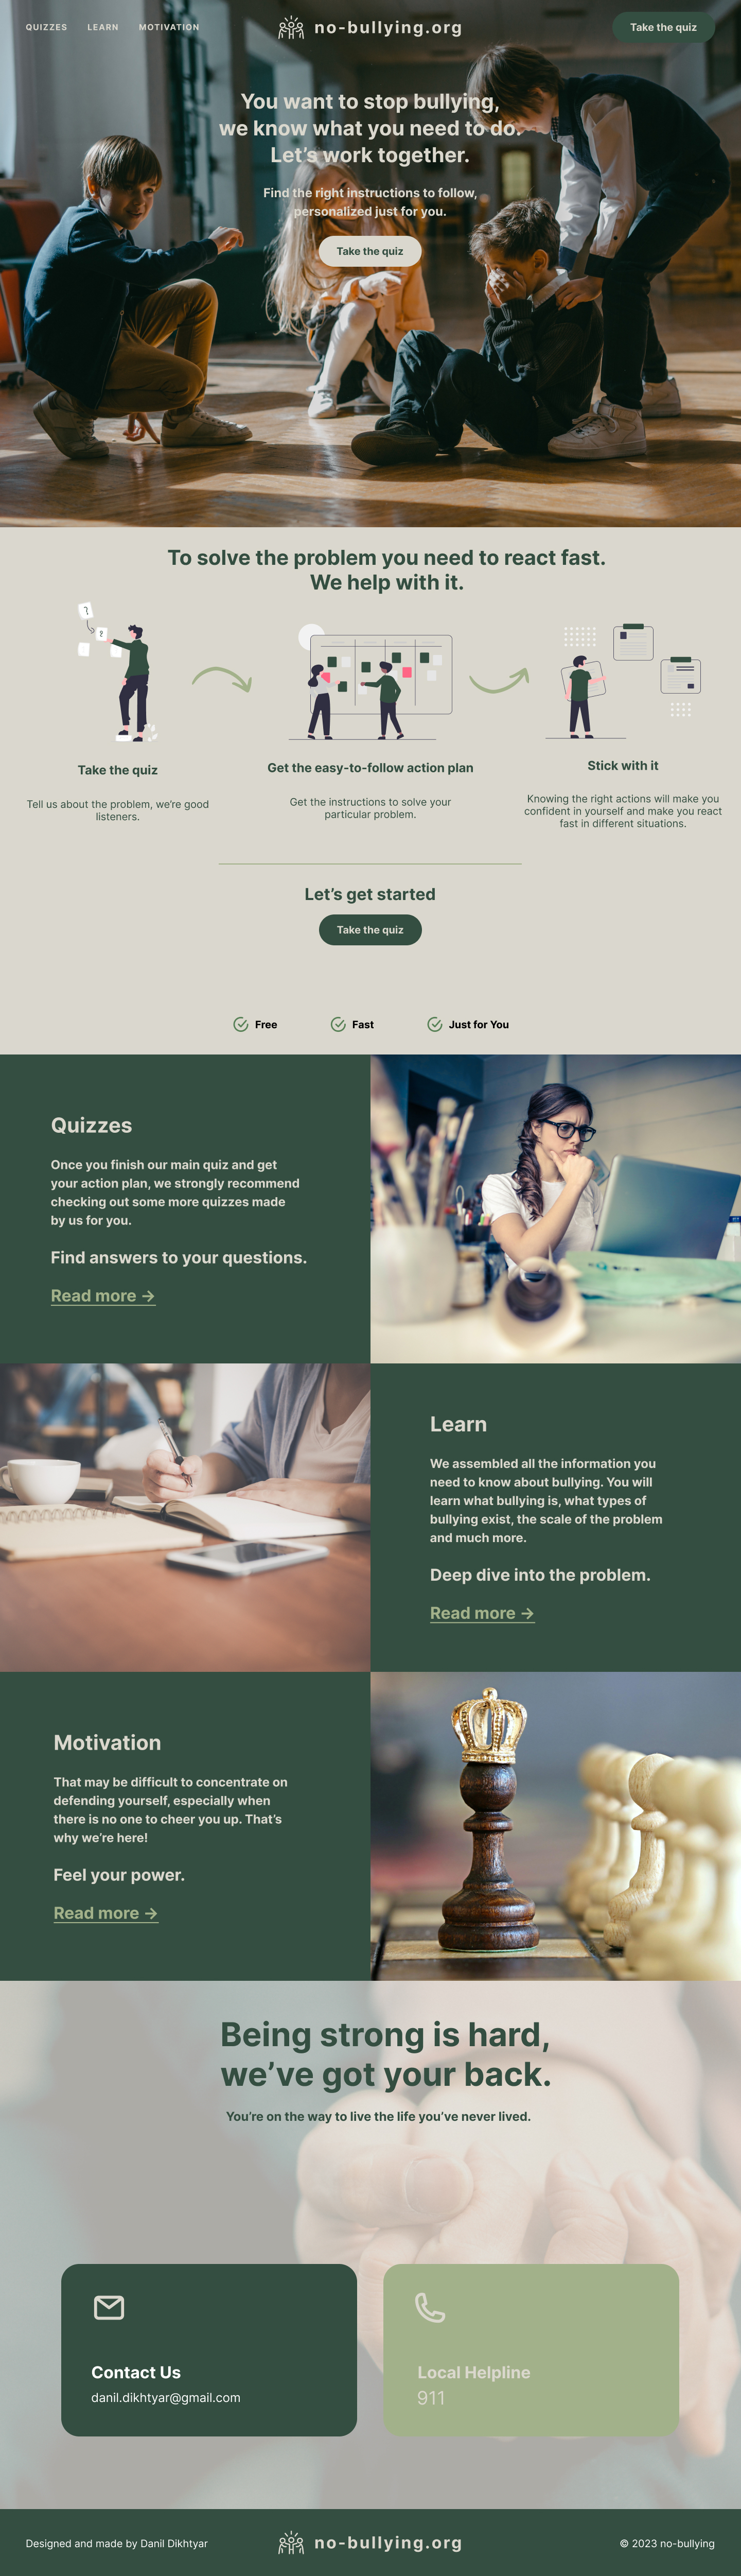 QUIZZES
LEARN
MOTIVATION
no-bullying.org
Take the quiz
You want to stop bullying,
we know what you need to do.
Let’s work together.
Find the right instructions to follow,
personalized just for you.
Take the quiz
To solve the problem you need to react fast.
We help with it.
?
?
Take the quiz
Tell us about the problem, we’re good
listeners.
Get the easy-to-follow action plan
Get the instructions to solve your
particular problem.
Stick with it
Knowing the right actions will make you
confident in yourself and make you react
fast in different situations.
Let’s get started
Take the quiz
Free
Fast
Just for You
Quizzes
Once you finish our main quiz and get
your action plan, we strongly recommend
checking out some more quizzes made
by us for you.
Find answers to your questions.
Read more →
Learn
We assembled all the information you
need to know about bullying. You will
learn what bullying is, what types of
bullying exist, the scale of the problem
and much more.
Deep dive into the problem.
Read more →
Motivation
That may be difficult to concentrate on
defending yourself, especially when
there is no one to cheer you up. That’s
why we’re here!
Feel your power.
Read more →
Being strong is hard,
we’ve got your back.
You’re on the way to live the life you’ve never lived.
Contact Us
danil.dikhtyar@gmail.com
Local Helpline
911
Designed and made by Danil Dikhtyar
no-bullying.org
© 2023 no-bullying